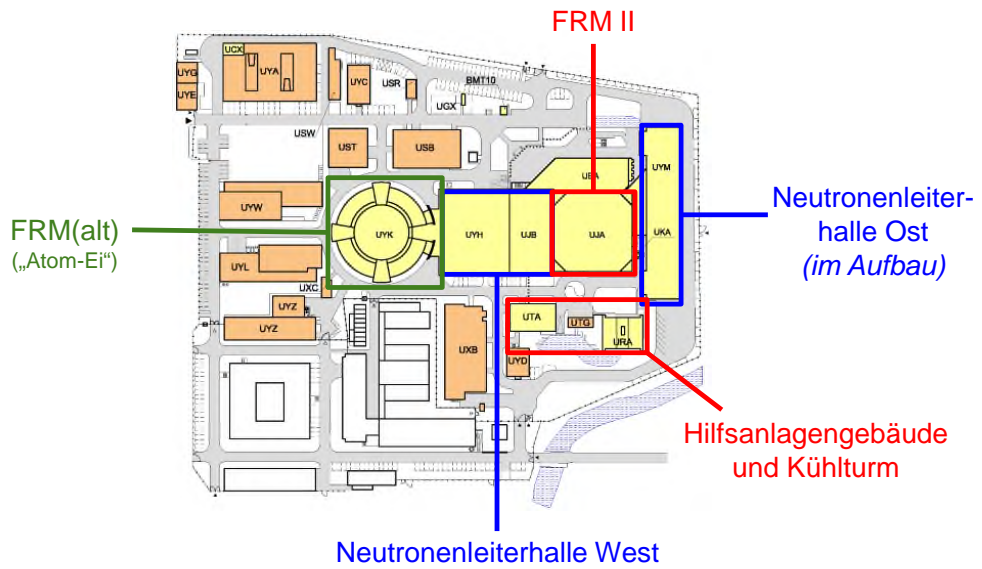 FRM II
UCX
UYG
UYA
UYE
UYC
USR
BMT10
UGX
USW
UST
USB
UBA
UYM
UYW
UYK
UYH
UJB
UJA
UKA
Neutronenleiter-
halle Ost
(im Aufbau)
FRM(alt)
(„Atom-Ei“)
UYL
UXC
UYZ
UYZ
UXB
UTA
UTG
URA
UYD
Hilfsanlagengebäude
und Kühlturm
Neutronenleiterhalle West